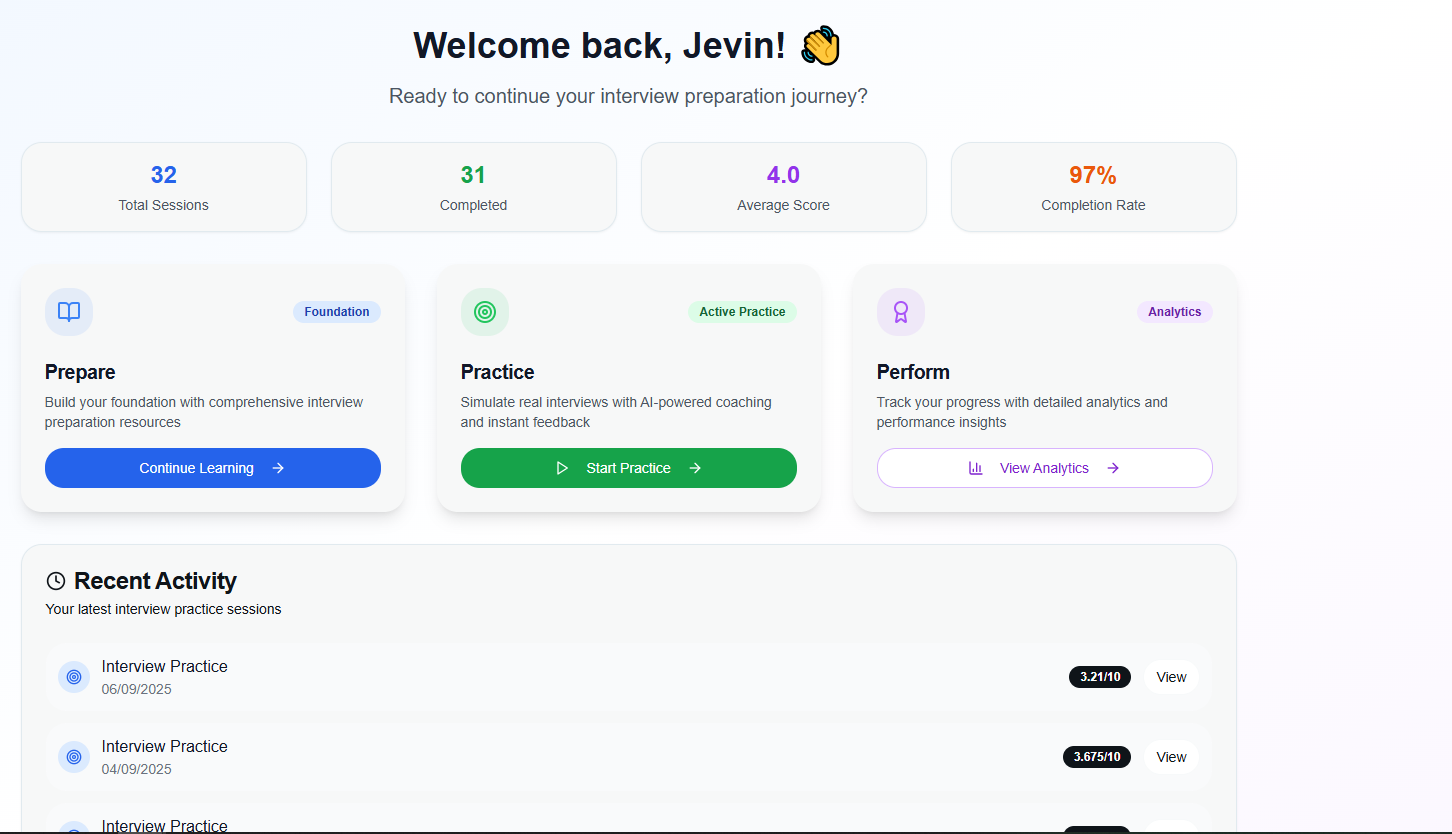 Welcome back, Jevin! 👋
Ready to continue your interview preparation journey?
32
Total Sessions
31
Completed
4.0
Average Score
97%
Completion Rate
Foundation
Prepare
Build your foundation with comprehensive interview
preparation resources
Continue Learning
Active Practice
Practice
Simulate real interviews with AI-powered coaching
and instant feedback
Start Practice
Analytics
Perform
Track your progress with detailed analytics and
performance insights
View Analytics
Recent Activity
Your latest interview practice sessions
Interview Practice
06/09/2025
3.21/10
View
Interview Practice
04/09/2025
3.675/10
View
Interview Practice